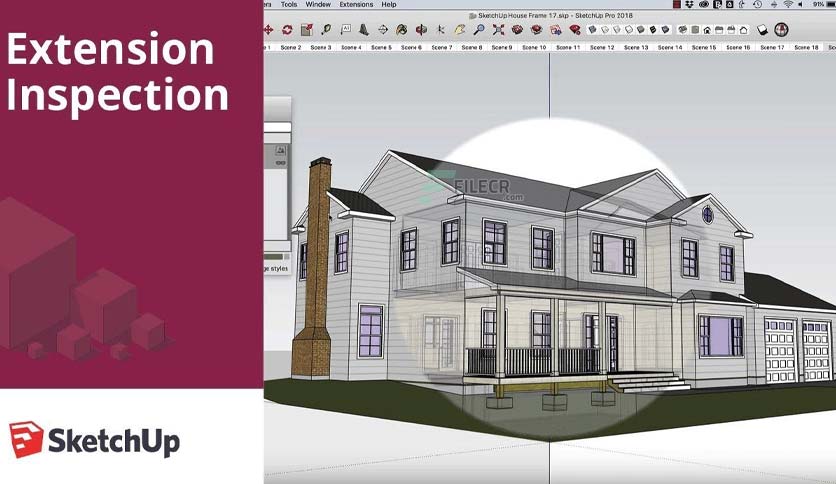 Extension
Inspection
SketchUp
Tools Window Extensions Help
91%
SketchUp House Frame 17.skp - SketchUp Pro 2018
Scene 2 Scene 3 Scene 4 Scene 5 Scene 6 Scene 7 Scene 8 Scene 9 Scene 10 Scene 11 Scene 12 Scene 13 Scene 14 Scene 15 Scene 16 Scene 17 Scene 18
FILECR
.com